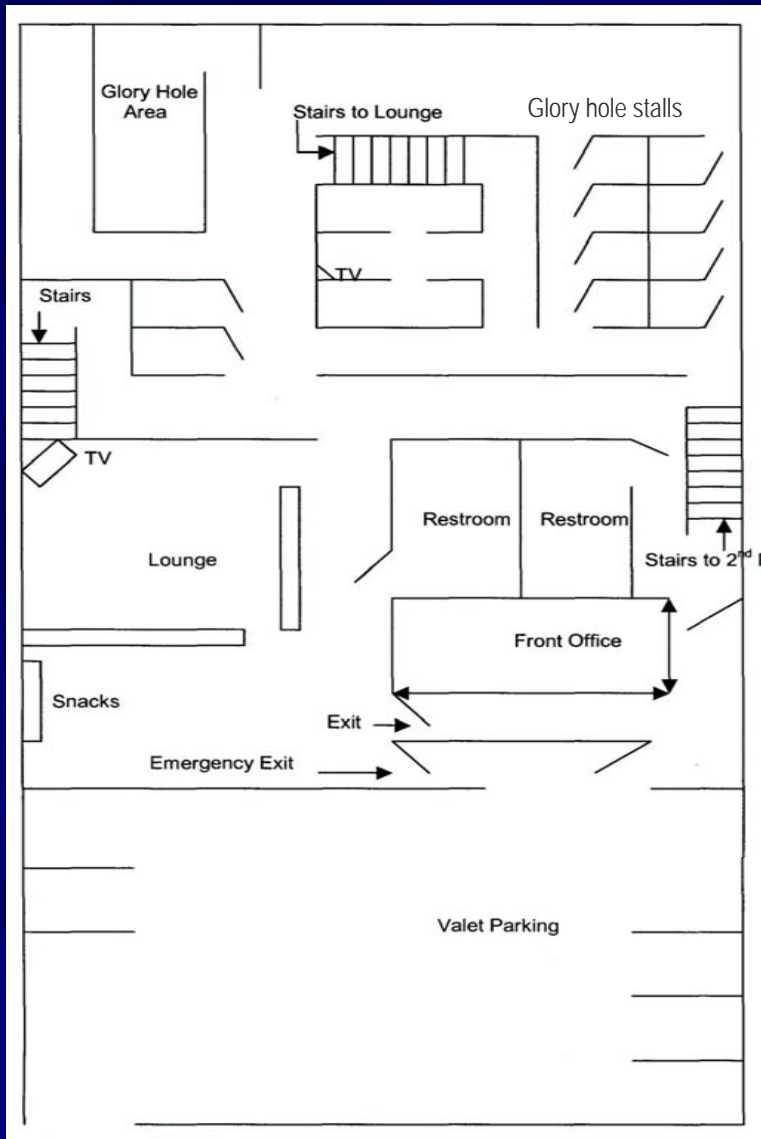 Glory Hole
Area
Stairs to Lounge
Glory hole stalls
TV
Stairs
TV
Restroom
Restroom
Lounge
Stairs to 2nd
Front Office
Snacks
Exit
Emergency Exit
Valet Parking